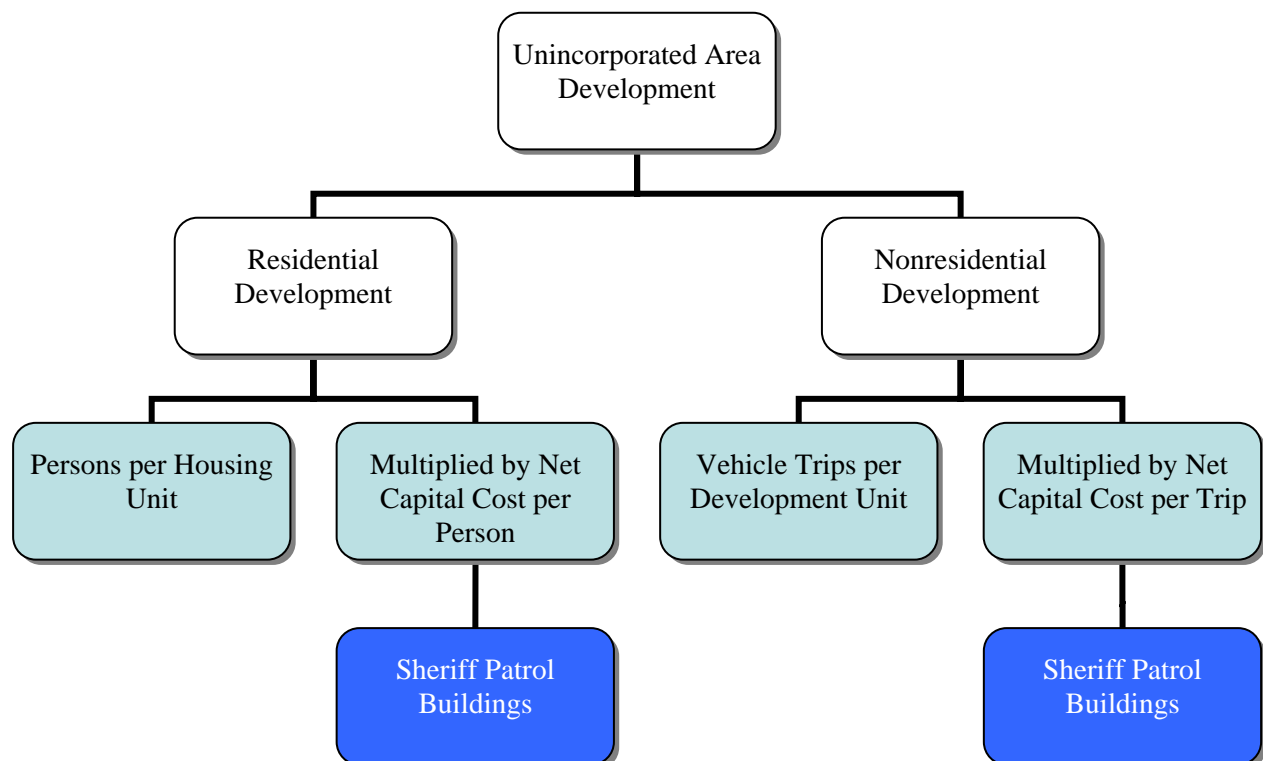 Unincorporated Area
Development
Residential
Development
Nonresidential
Development
Persons per Housing
Unit
Multiplied by Net
Capital Cost per
Person
Vehicle Trips per
Development Unit
Multiplied by Net
Capital Cost per Trip
Sheriff Patrol
Buildings
Sheriff Patrol
Buildings